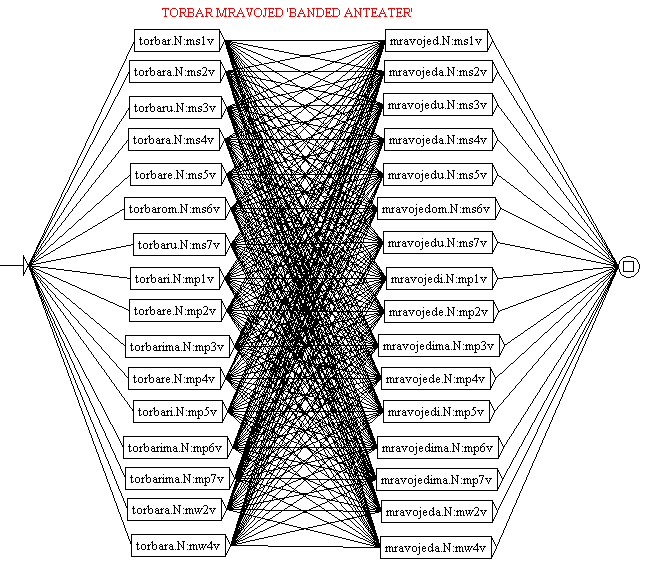 TORBAR MRAVOJED 'BANDED ANTEATER'
torbar.N:ms1v mravojed.N:ms1v
torbara.N:ms2v mravojeda.N:ms2v
torbaru.N:ms3v mravojedu.N:ms3v
torbara.N:ms4v mravojeda.N:ms4v
torbare.N:ms5v mravojedu.N:ms5v
torbarom.N:ms6v mravojedom.N:ms6v
torbaru.N:ms7v mravojedu.N:ms7v
torbari.N:mp1v mravojedi.N:mp1v
torbare.N:mp2v mravojede.N:mp2v
torbarima.N:mp3v mravojedima.N:mp3v
torbare.N:mp4v mravojede.N:mp4v
torbari.N:mp5v mravojedi.N:mp5v
torbarima.N:mp6v mravojedima.N:mp6v
torbarima.N:mp7v mravojedima.N:mp7v
torbara.N:mw2v mravojeda.N:mw2v
torbara.N:mw4v mravojeda.N:mw4v